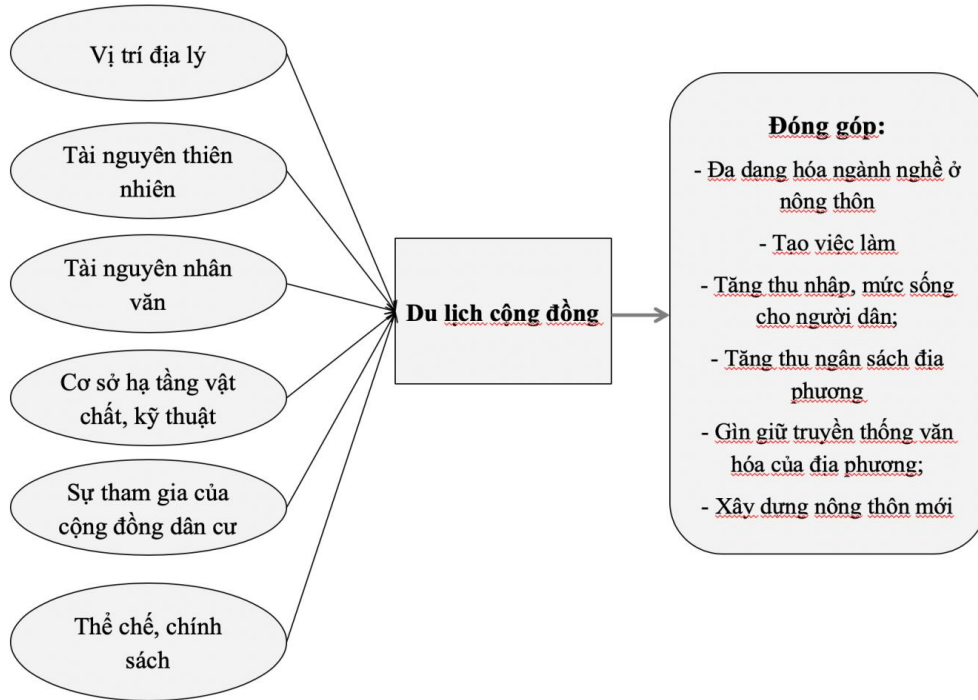 Vị trí địa lý
Tài nguyên thiên
nhiên
Tài nguyên nhân
văn
Cơ sở hạ tầng vật
chất, kỹ thuật
Sự tham gia của
cộng đồng dân cư
Thể chế, chính
sách
Du lịch cộng đồng
Đóng góp:
- Đa dang hóa ngành nghề ở
nông thôn
- Tạo việc làm
- Tăng thu nhập, mức sống
cho người dân;
- Tăng thu ngân sách địa
phương
- Gìn giữ truyền thống văn
hóa của địa phương;
- Xây dưng nông thôn mới